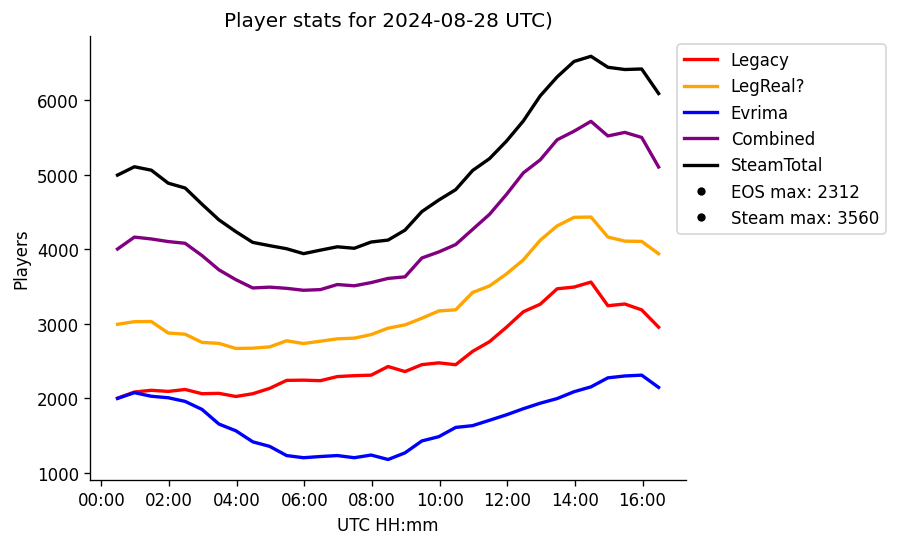 Player stats for 2024-08-28 UTC)
Legacy
LegReal?
Evrima
Combined
SteamTotal
EOS max: 2312
Steam max: 3560
Players
6000
5000
4000
3000
2000
1000
00:00 02:00 04:00 06:00 08:00 10:00 12:00 14:00 16:00
UTC HH:mm